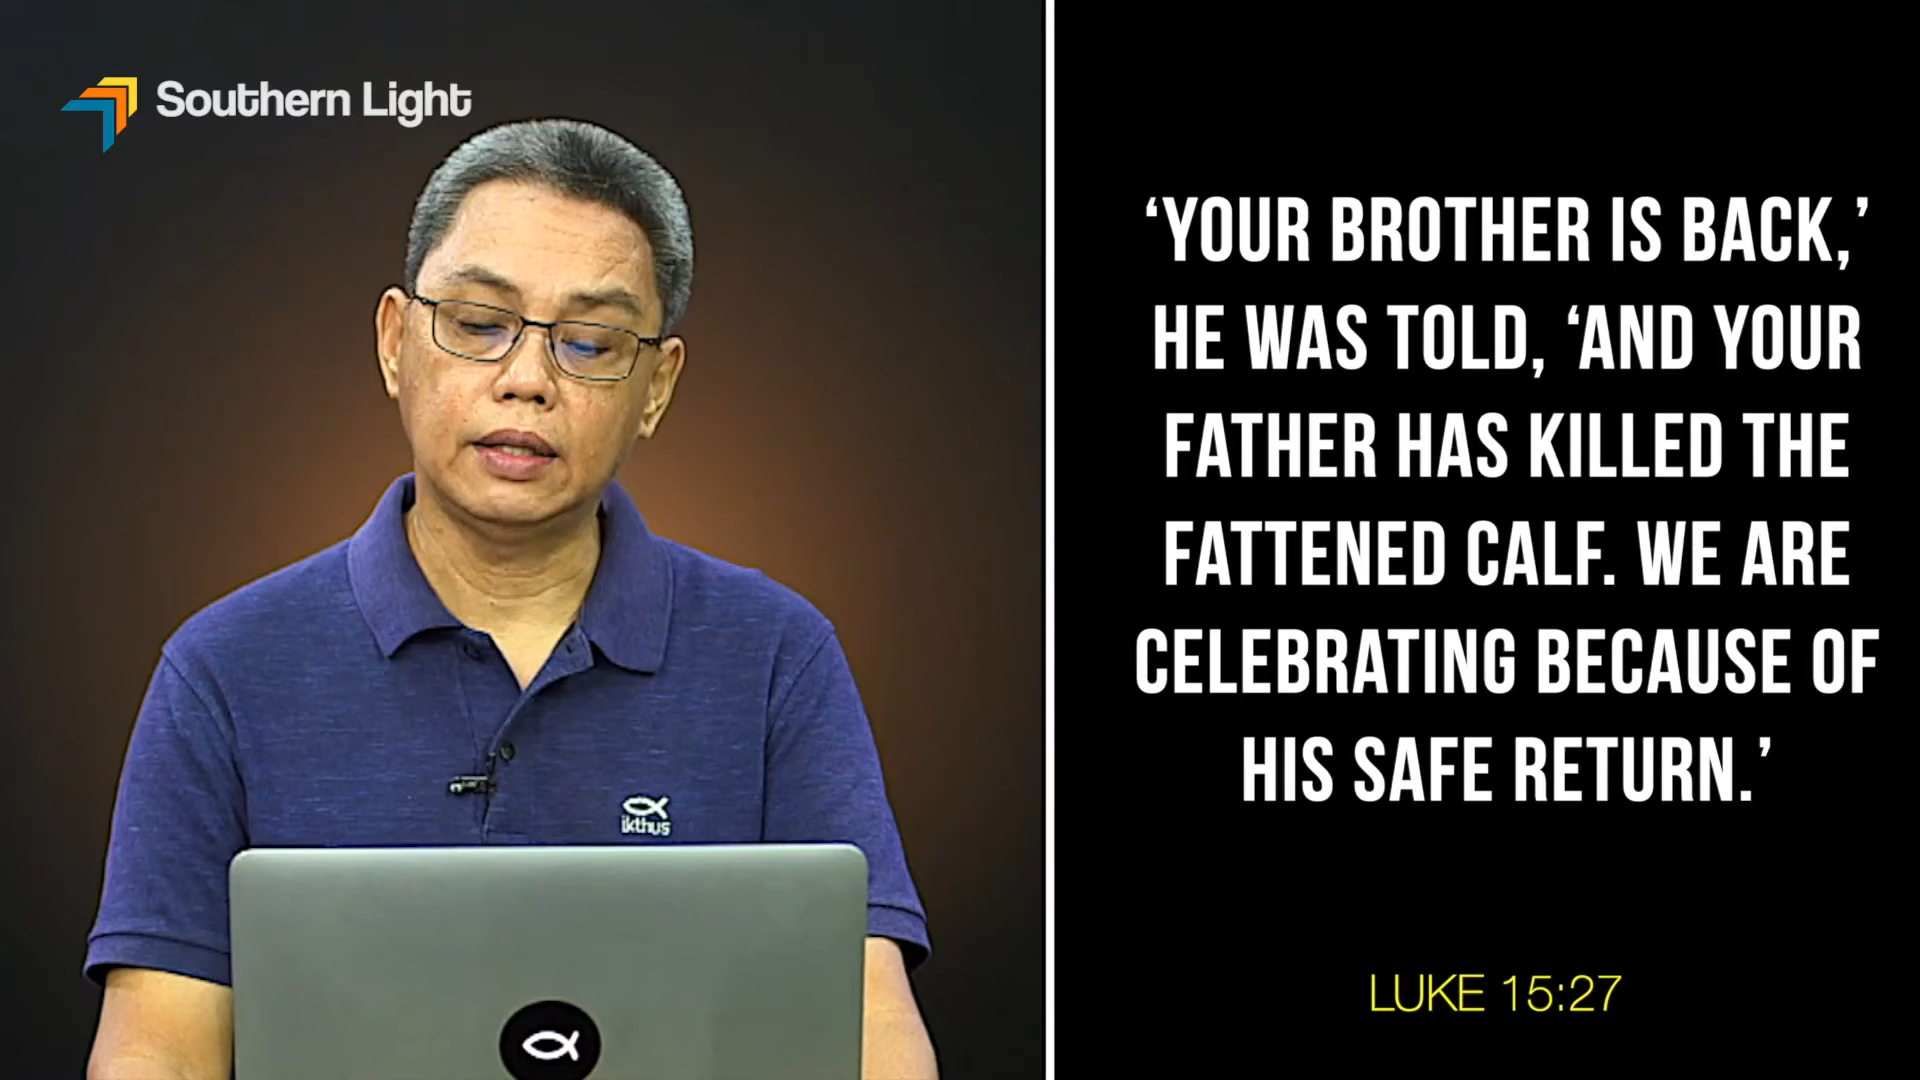 Southern Light
‘YOUR BROTHER IS BACK,’
HE WAS TOLD, ‘AND YOUR
FATHER HAS KILLED THE
FATTENED CALF. WE ARE
CELEBRATING BECAUSE OF
HIS SAFE RETURN.’
LUKE 15:27
ikthus